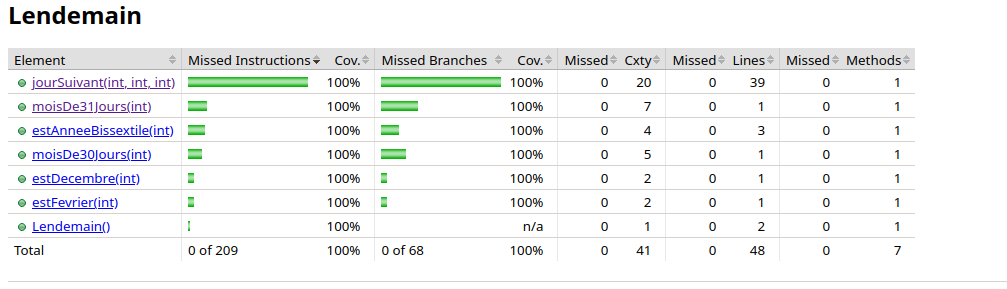 Lendemain
Element Missed Instructions Cov. Missed Branches Cov. Missed Cxty Missed Lines Missed Methods
jourSuivant(int, int, int) 100% 100% 0 20 0 39 0 1
moisDe31Jours(int) 100% 100% 0 7 0 1 0 1
estAnneeBissextile(int) 100% 100% 0 4 0 3 0 1
moisDe30Jours(int) 100% 100% 0 5 0 1 0 1
estDecembre(int) 100% 100% 0 2 0 1 0 1
estFevrier(int) 100% 100% 0 2 0 1 0 1
Lendemain() 100% n/a 0 1 0 2 0 1
Total 0 of 209 100% 0 of 68 100% 0 41 0 48 0 7